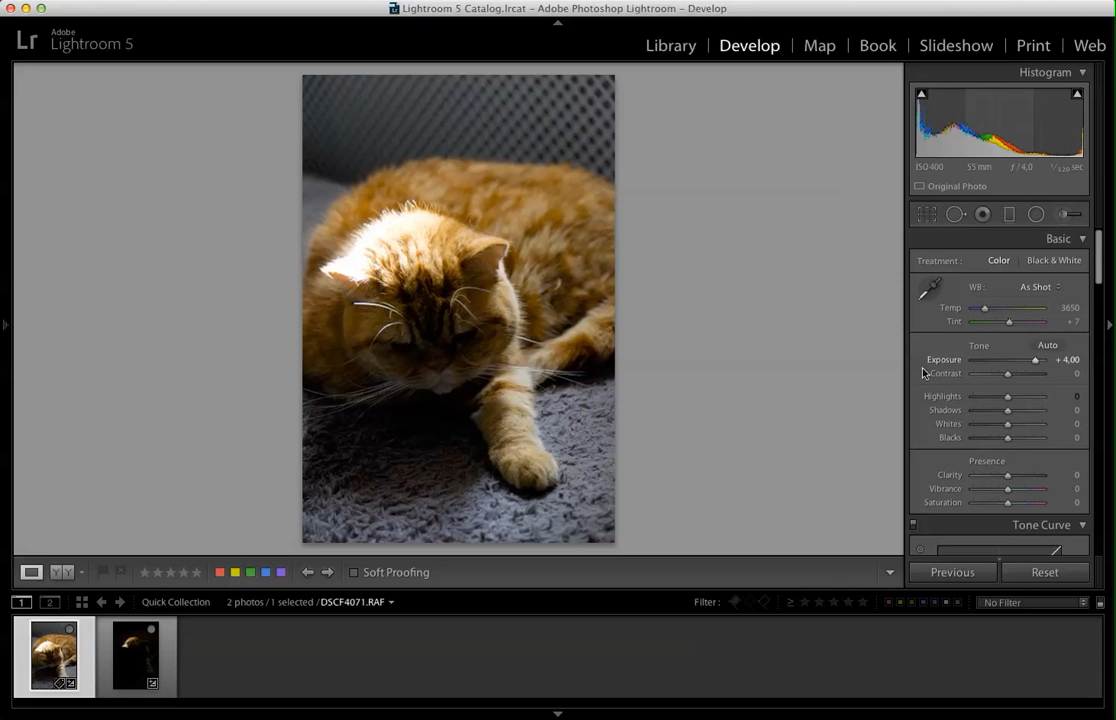 Lightroom 5 Catalog.lrcat – Adobe Photoshop Lightroom – Develop
Lr Adobe Lightroom 5
Library | Develop | Map | Book | Slideshow | Print | Web
Histogram
ISO 400 55 mm ƒ / 4,0 1/320 sec
Original Photo
Basic
Treatment : Color Black & White
WB : As Shot
Temp 3650
Tint + 7
Tone Auto
Exposure + 4,00
Contrast 0
Highlights 0
Shadows 0
Whites 0
Blacks 0
Presence
Clarity 0
Vibrance 0
Saturation 0
Tone Curve
Previous Reset
Y Y Soft Proofing
1 2 Quick Collection 2 photos / 1 selected / DSCF4071.RAF Filter : ≥ No Filter